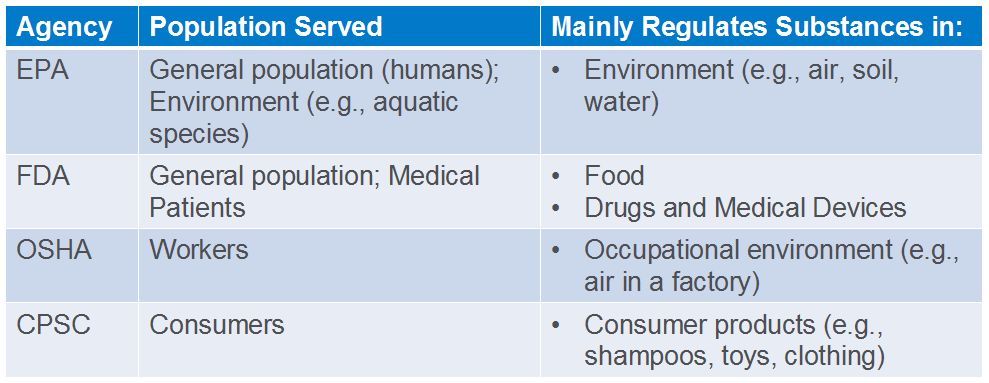 Agency Population Served Mainly Regulates Substances in:
EPA General population (humans); • Environment (e.g., air, soil,
Environment (e.g., aquatic water)
species)
FDA General population; Medical • Food
Patients • Drugs and Medical Devices
OSHA Workers • Occupational environment (e.g.,
air in a factory)
CPSC Consumers • Consumer products (e.g.,
shampoos, toys, clothing)